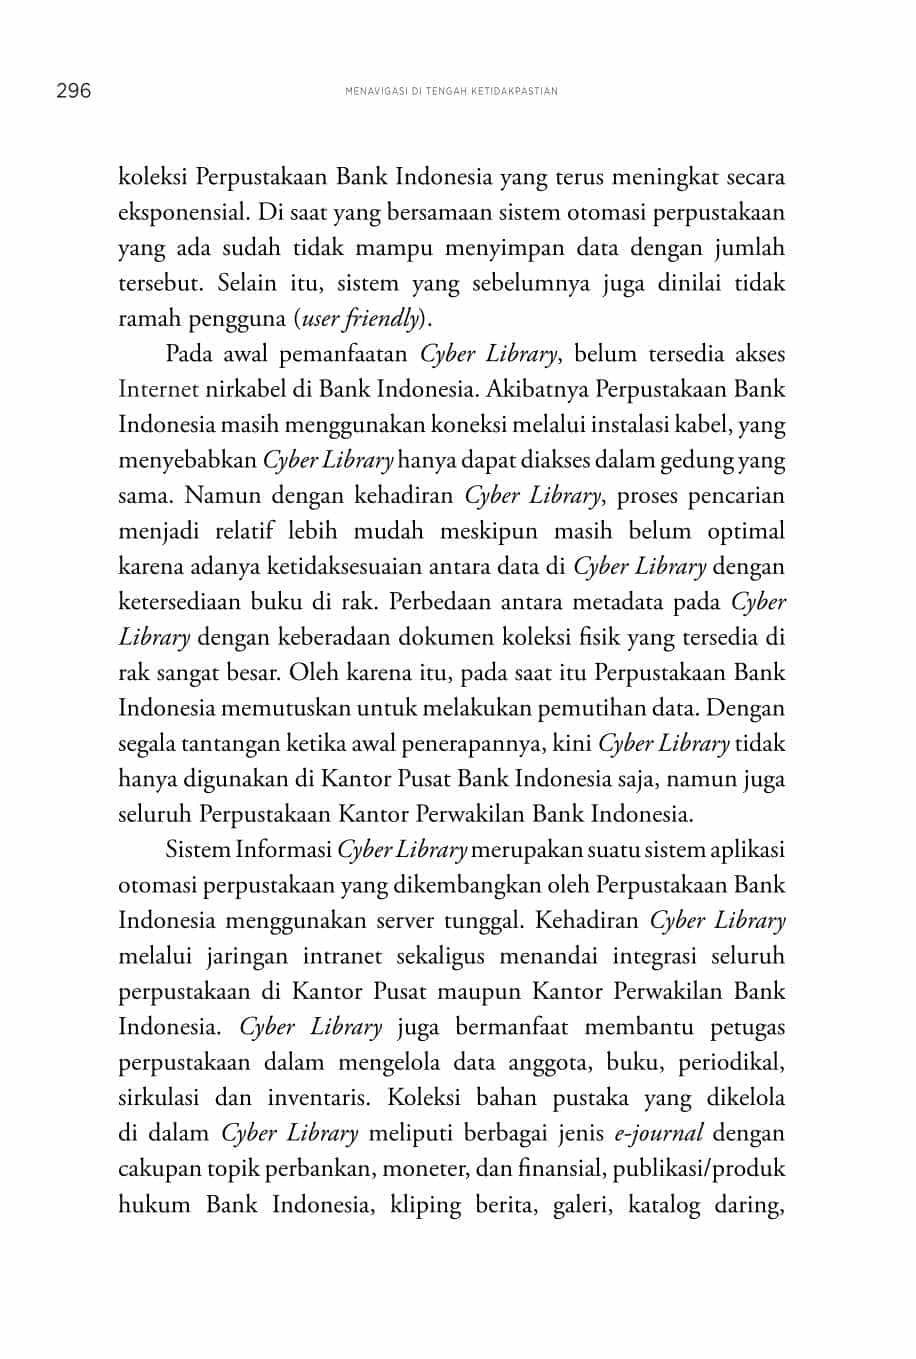 296
MENAVIGASI DI TENGAH KETIDAKPASTIAN
koleksi Perpustakaan Bank Indonesia yang terus meningkat secara
eksponensial. Di saat yang bersamaan sistem otomasi perpustakaan
yang ada sudah tidak mampu menyimpan data dengan jumlah
tersebut. Selain itu, sistem yang sebelumnya juga dinilai tidak
ramah pengguna (user friendly).
Pada awal pemanfaatan Cyber Library, belum tersedia akses
Internet nirkabel di Bank Indonesia. Akibatnya Perpustakaan Bank
Indonesia masih menggunakan koneksi melalui instalasi kabel, yang
menyebabkan Cyber Library hanya dapat diakses dalam gedung yang
sama. Namun dengan kehadiran Cyber Library, proses pencarian
menjadi relatif lebih mudah meskipun masih belum optimal
karena adanya ketidaksesuaian antara data di Cyber Library dengan
ketersediaan buku di rak. Perbedaan antara metadata pada Cyber
Library dengan keberadaan dokumen koleksi fisik yang tersedia di
rak sangat besar. Oleh karena itu, pada saat itu Perpustakaan Bank
Indonesia memutuskan untuk melakukan pemutihan data. Dengan
segala tantangan ketika awal penerapannya, kini Cyber Library tidak
hanya digunakan di Kantor Pusat Bank Indonesia saja, namun juga
seluruh Perpustakaan Kantor Perwakilan Bank Indonesia.
Sistem Informasi Cyber Library merupakan suatu sistem aplikasi
otomasi perpustakaan yang dikembangkan oleh Perpustakaan Bank
Indonesia menggunakan server tunggal. Kehadiran Cyber Library
melalui jaringan intranet sekaligus menandai integrasi seluruh
perpustakaan di Kantor Pusat maupun Kantor Perwakilan Bank
Indonesia. Cyber Library juga bermanfaat membantu petugas
perpustakaan dalam mengelola data anggota, buku, periodikal,
sirkulasi dan inventaris. Koleksi bahan pustaka yang dikelola
di dalam Cyber Library meliputi berbagai jenis e-journal dengan
cakupan topik perbankan, moneter, dan finansial, publikasi/produk
hukum Bank Indonesia, kliping berita, galeri, katalog daring,